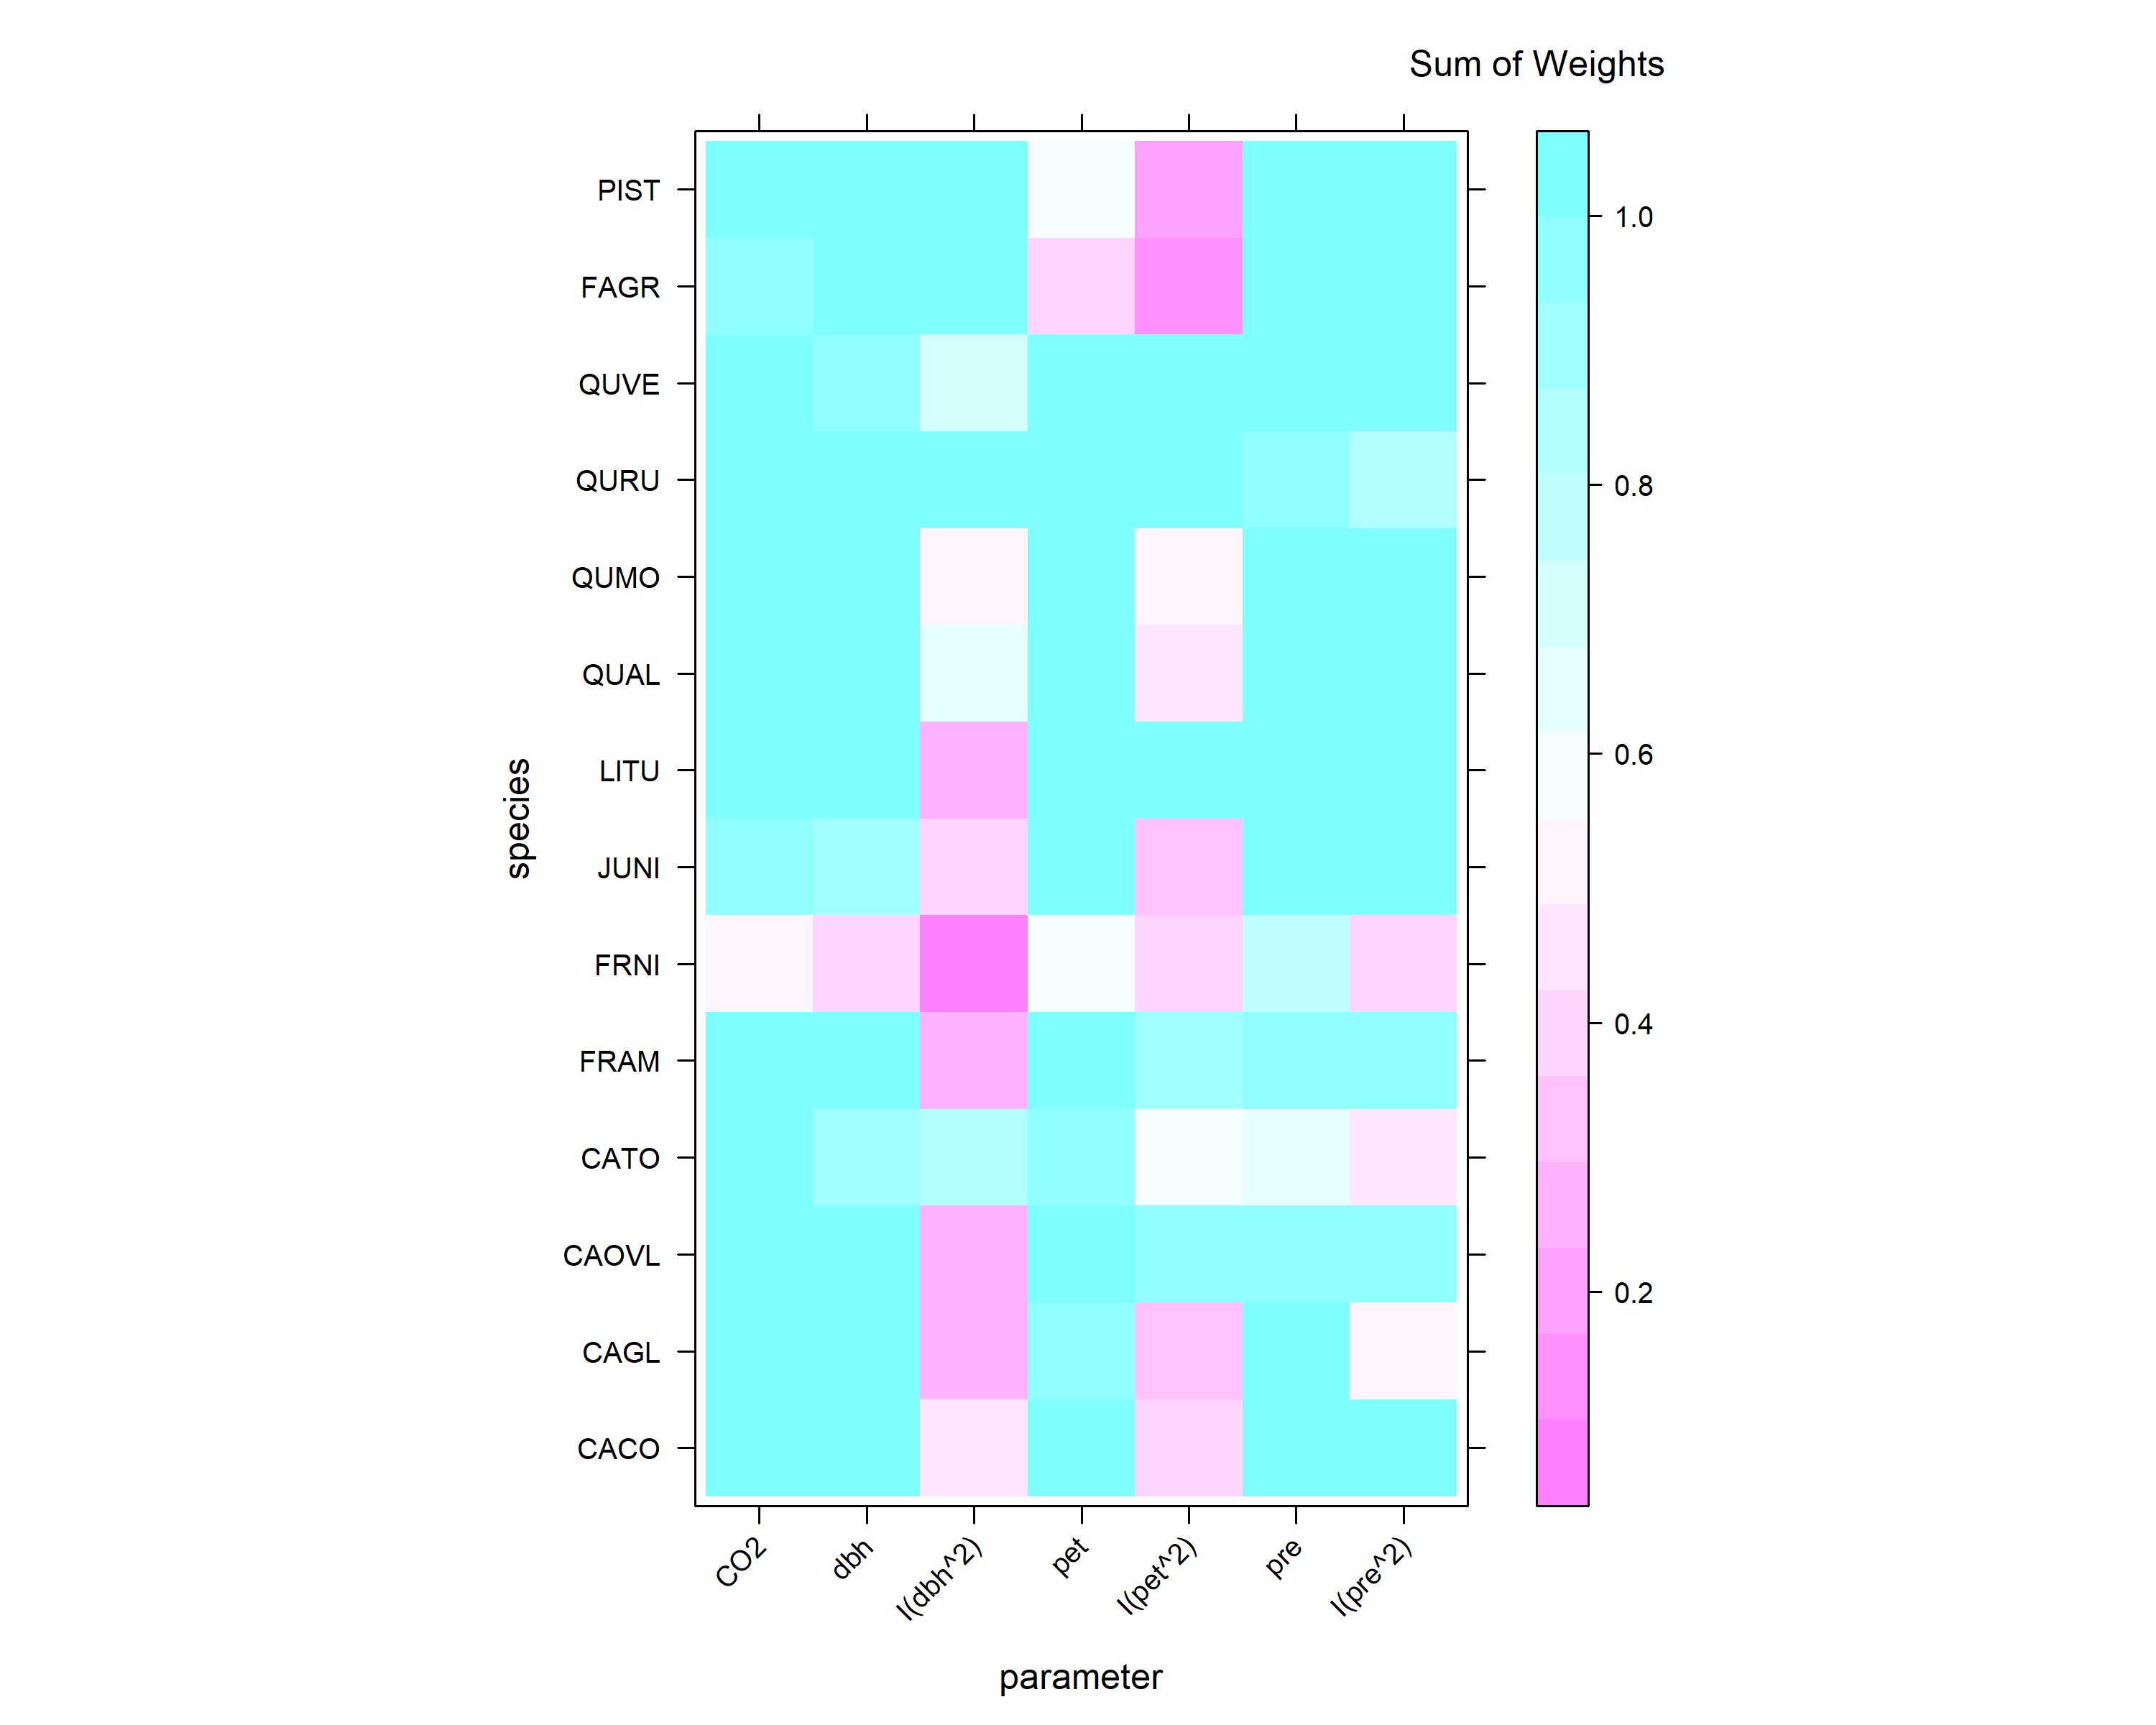 Sum of Weights
PIST
FAGR
QUVE
QURU
QUMO
QUAL
LITU
JUNI
FRNI
FRAM
CATO
CAOVL
CAGL
CACO
species
1.0
0.8
0.6
0.4
0.2
CO2
dbh
I(dbh^2)
pet
I(pet^2)
pre
I(pre^2)
parameter